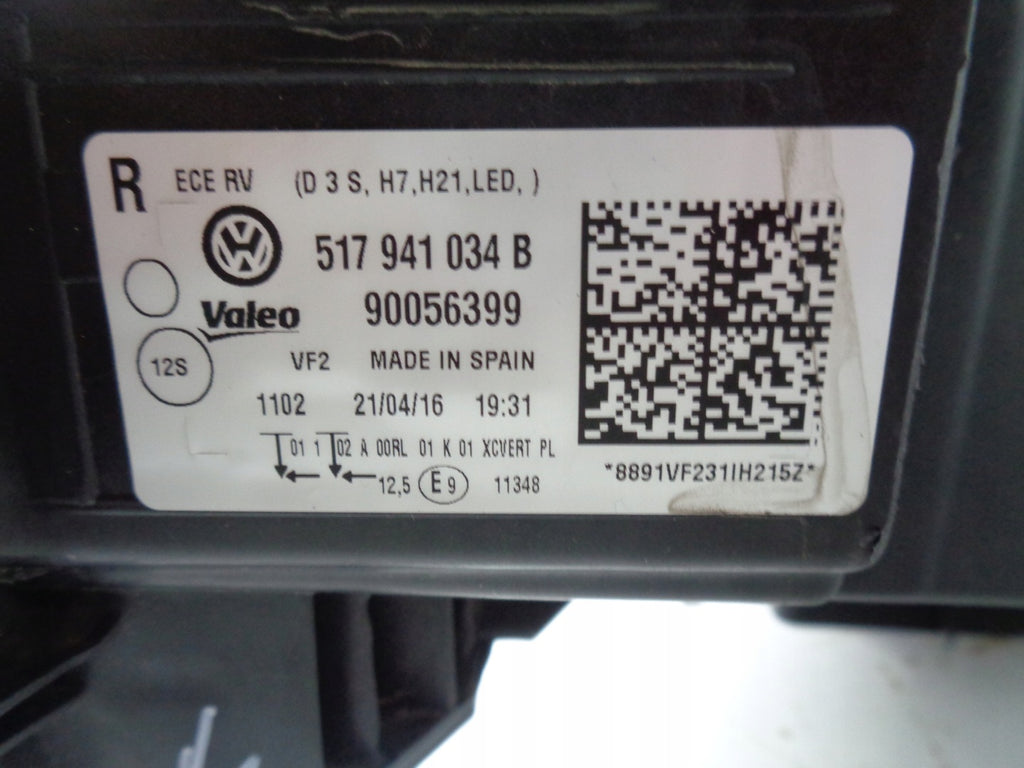 R ECE RV (D 3 S, H7,H21,LED, )
517 941 034 B
Valeo 90056399
12S VF2 MADE IN SPAIN
1102 21/04/16 19:31
01 1 02 A 00RL 01 K 01 XCVERT PL
12,5 E 9 11348
*8891VF231IH215Z*